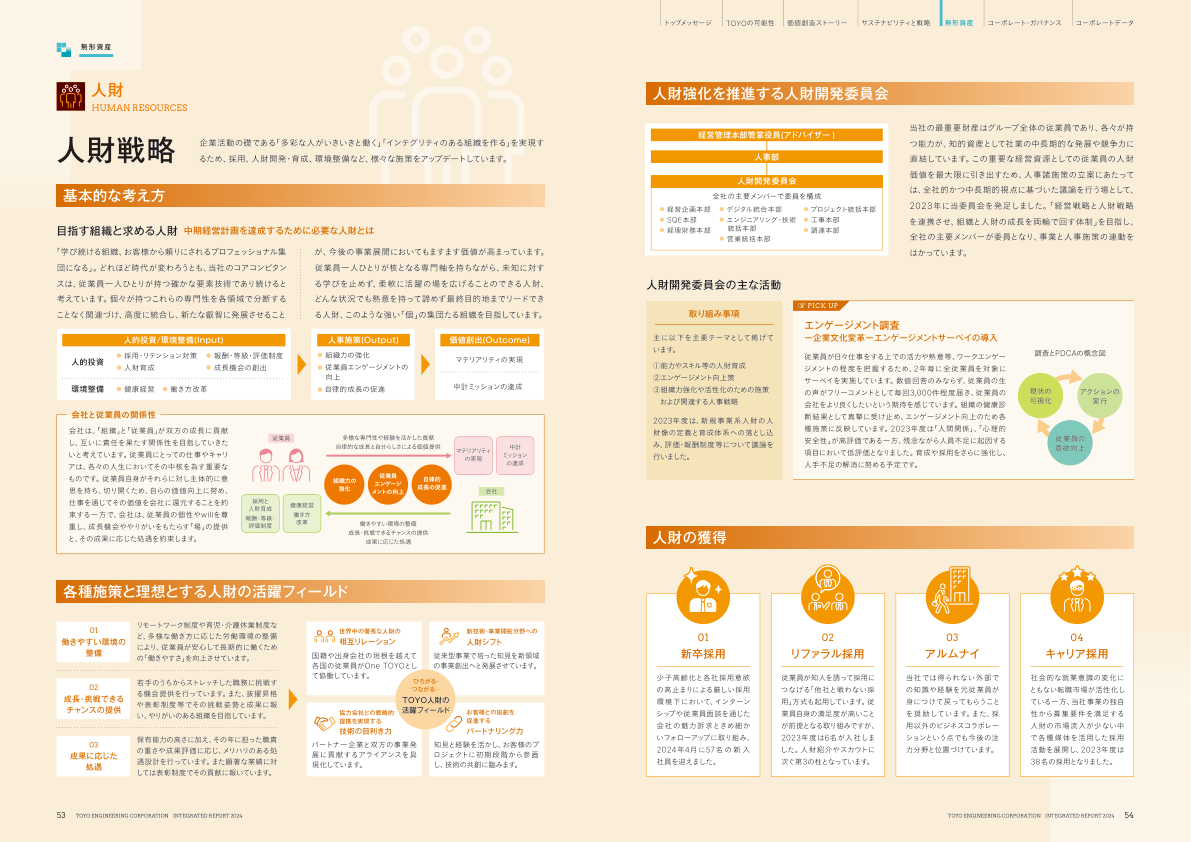 トップメッセージ
TOYOの可能性
価値創造ストーリー
サステナビリティと戦略
無形資産
コーポレート・ガバナンス
コーポレートデータ
無形資産
人財
HUMAN RESOURCES
人財戦略
企業活動の礎である「多彩な人がいきいきと働く」「インテグリティのある組織を作る」を実現す
るため、採用、人財開発・育成、環境整備など、様々な施策をアップデートしています。
基本的な考え方
目指す組織と求める人財 中期経営計画を達成するために必要な人財とは
「学び続ける組織、お客様から頼りにされるプロフェッショナル集
団になる」。どれほど時代が変わろうとも、当社のコアコンピタン
スは、従業員一人ひとりが持つ確かな要素技術であり続けると
考えています。個々が持つこれらの専門性を各領域で分断する
ことなく関連づけ、高度に統合し、新たな叡智に発展させること
が、今後の事業展開においてもますます価値が高まっています。
従業員一人ひとりが核となる専門軸を持ちながら、未知に対す
る学びを止めず、柔軟に活躍の場を広げることのできる人財、
どんな状況でも熱意を持って諦めず最終目的地までリードでき
る人財、このような強い「個」の集団たる組織を目指しています。
人的投資/環境整備(Input)
人的投資
採用・リテンション対策
報酬・等級・評価制度
人財育成
成長機会の創出
環境整備
健康経営
働き方改革
人事施策(Output)
組織力の強化
従業員エンゲージメントの
向上
自律的成長の促進
価値創出(Outcome)
マテリアリティの実現
中計ミッションの達成
会社と従業員の関係性
会社は、「組織」と「従業員」が双方の成長に貢献
し、互いに責任を果たす関係性を目指していきた
いと考えています。従業員にとっての仕事やキャリ
アは、各々の人生においてその中核を為す重要な
ものです。従業員自身がそれらに対し主体的に意
思を持ち、切り開くため、自らの価値向上に努め、
仕事を通じてその価値を会社に還元することを約
束する一方で、会社は、従業員の個性やwillを尊
重し、成長機会ややりがいをもたらす「場」の提供
と、その成果に応じた処遇を約束します。
従業員
多様な専門性や経験を活かした貢献
自律的な成長と自分らしさによる価値提供
マテリアリティ
の実現
中計
ミッション
の達成
組織力の
強化
従業員
エンゲージ
メントの向上
自律的
成長の促進
会社
採用と
人財育成
報酬・等級・
評価制度
健康経営
働き方
改革
働きやすい環境の整備
成長・挑戦できるチャンスの提供
成果に応じた処遇
各種施策と理想とする人財の活躍フィールド
01
働きやすい環境の
整備
リモートワーク制度や育児・介護休業制度な
ど、多様な働き方に応じた労働環境の整備
により、従業員が安心して長期的に働くため
の「働きやすさ」を向上させています。
02
成長・挑戦できる
チャンスの提供
若手のうちからストレッチした職務に挑戦す
る機会提供を行っています。また、抜擢昇格
や表彰制度等でその挑戦姿勢と成果に報
い、やりがいのある組織を目指しています。
03
成果に応じた
処遇
保有能力の高さに加え、その年に担った職責
の重さや成果評価に応じ、メリハリのある処
遇設計を行っています。また顕著な業績に対
しては表彰制度でその貢献に報いています。
世界中の優秀な人財の
相互リレーション
国籍や出身会社の垣根を越えて
各国の従業員がOne TOYOとし
て協働しています。
新技術・事業開拓分野への
人財シフト
従来型事業で培った知見を新領域
の事業創出へと発展させています。
ひろがる・
つながる
TOYO人財の
活躍フィールド
協力会社との戦略的
提携を実現する
技術の目利き力
パートナー企業と双方の事業発
展に貢献するアライアンスを具
現化しています。
お客様との協創を
促進する
パートナリング力
知見と経験を活かし、お客様のプ
ロジェクトに初期段階から参画
し、技術の共創に臨みます。
53 TOYO ENGINEERING CORPORATION INTEGRATED REPORT 2024
人財強化を推進する人財開発委員会
経営管理本部管掌役員(アドバイザー)
人事部
人財開発委員会
全社の主要メンバーで委員を構成
経営企画本部
SQE本部
経理財務本部
デジタル統合本部
エンジニアリング・技術
統括本部
営業統括本部
プロジェクト統括本部
工事本部
調達本部
当社の最重要財産はグループ全体の従業員であり、各々が持
つ能力が、知的資産として社業の中長期的な発展や競争力に
直結しています。この重要な経営資源としての従業員の人財
価値を最大限に引き出すため、人事諸施策の立案にあたって
は、全社的かつ中長期的視点に基づいた議論を行う場として、
2023年に当委員会を発足しました。「経営戦略と人財戦略
を連携させ、組織と人財の成長を両輪で回す体制」を目指し、
全社の主要メンバーが委員となり、事業と人事施策の連動を
はかっています。
人財開発委員会の主な活動
取り組み事項
主に以下を主要テーマとして掲げて
います。
①能力やスキル等の人財育成
②エンゲージメント向上策
③組織力強化や活性化のための施策
および関連する人事戦略
2023年度は、新規事業系人財の人
財像の定義と育成体系への落とし込
み、評価・報酬制度等について議論を
行いました。
PICK UP
エンゲージメント調査
ー企業文化変革ーエンゲージメントサーベイの導入
従業員が日々仕事をする上での活力や熱意等、ワークエンゲー
ジメントの程度を把握するため、2年毎に全従業員を対象に
サーベイを実施しています。数値回答のみならず、従業員の生
の声がフリーコメントとして毎回3,000件程度届き、従業員の
会社をより良くしたいという期待を感じています。組織の健康診
断結果として真摯に受け止め、エンゲージメント向上のため各
種施策に反映しています。2023年度は「人間関係」、「心理的
安全性」が高評価である一方、残念ながら人員不足に起因する
項目において低評価となりました。育成や採用をさらに強化し、
人手不足の解消に努める予定です。
調査とPDCAの概念図
現状の
可視化
アクションの
実行
従業員の
意欲向上
人財の獲得
01
新卒採用
少子高齢化と各社採用意欲
の高止まりによる厳しい採用
環境下において、インターン
シップや従業員面談を通じた
会社の魅力訴求ときめ細か
いフォローアップに取り組み、
2024年4月に57名の新人
社員を迎えました。
02
リファラル採用
従業員が知人を誘って採用に
つなげる「他社と戦わない採
用」方式も起用しています。従
業員自身の満足度が高いこと
が前提となる取り組みですが、
2023年度は6名が入社しま
した。人財紹介やスカウトに
次ぐ第3の柱となっています。
03
アルムナイ
当社では得られない外部で
の知識や経験を元従業員が
身につけて戻ってもらうこと
を奨励しています。また、採
用以外のビジネスコラボレー
ションという点でも今後の注
力分野と位置づけています。
04
キャリア採用
社会的な就業意識の変化に
ともない転職市場が活性化し
ている一方、当社事業の独自
性から募集要件を満足する
人財の市場流入が少ない中
で各種媒体を活用した採用
活動を展開し、2023年度は
38名の採用となりました。
TOYO ENGINEERING CORPORATION INTEGRATED REPORT 2024 54